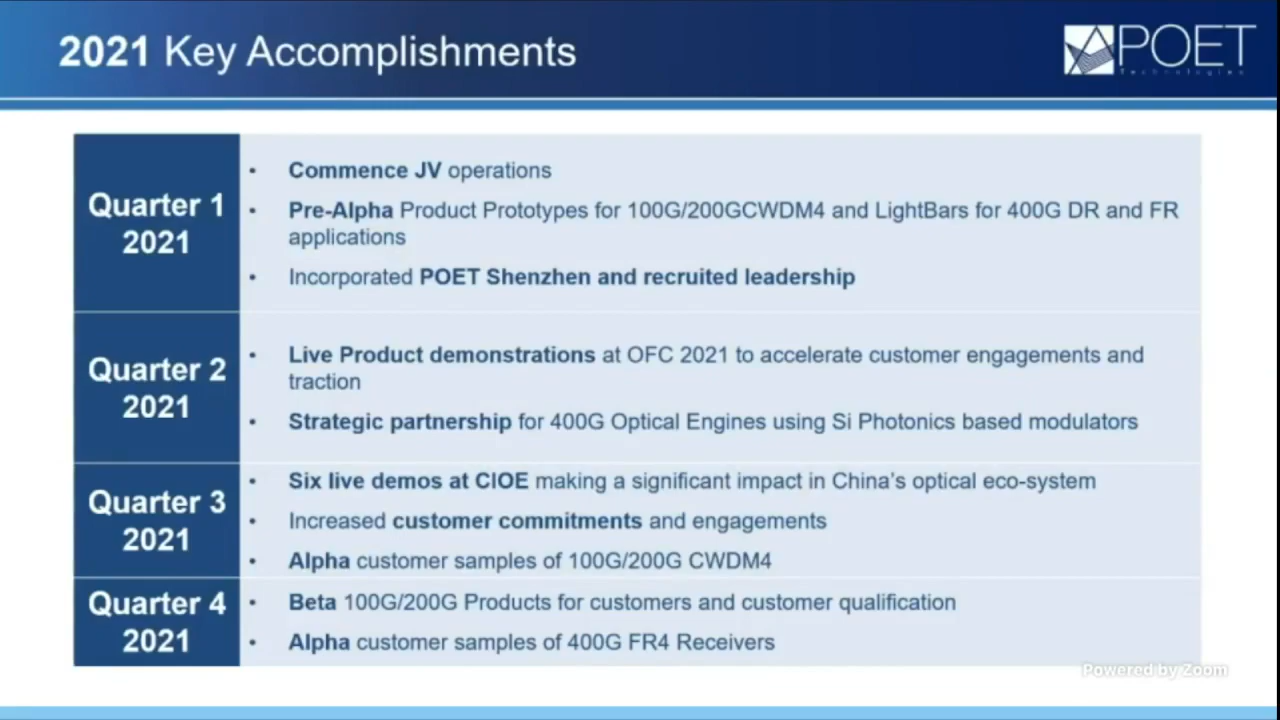 2021 Key Accomplishments
POET
Technologies
Quarter 1
2021
• Commence JV operations
• Pre-Alpha Product Prototypes for 100G/200GCWDM4 and LightBars for 400G DR and FR
applications
• Incorporated POET Shenzhen and recruited leadership
Quarter 2
2021
• Live Product demonstrations at OFC 2021 to accelerate customer engagements and
traction
• Strategic partnership for 400G Optical Engines using Si Photonics based modulators
Quarter 3
2021
• Six live demos at CIOE making a significant impact in China's optical eco-system
• Increased customer commitments and engagements
• Alpha customer samples of 100G/200G CWDM4
Quarter 4
2021
• Beta 100G/200G Products for customers and customer qualification
• Alpha customer samples of 400G FR4 Receivers
Powered by Zoom